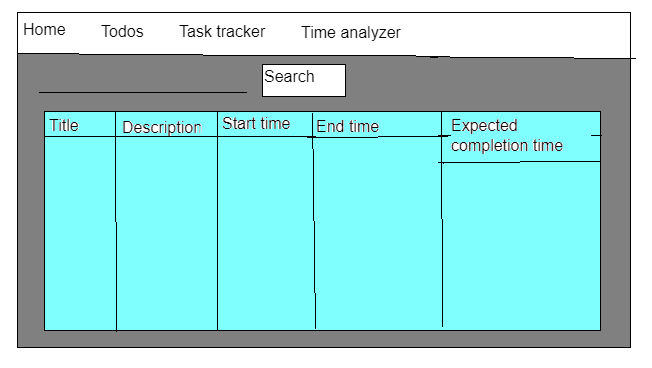 Home Todos Task tracker Time analyzer
Search
Title Description Start time End time Expected
completion time